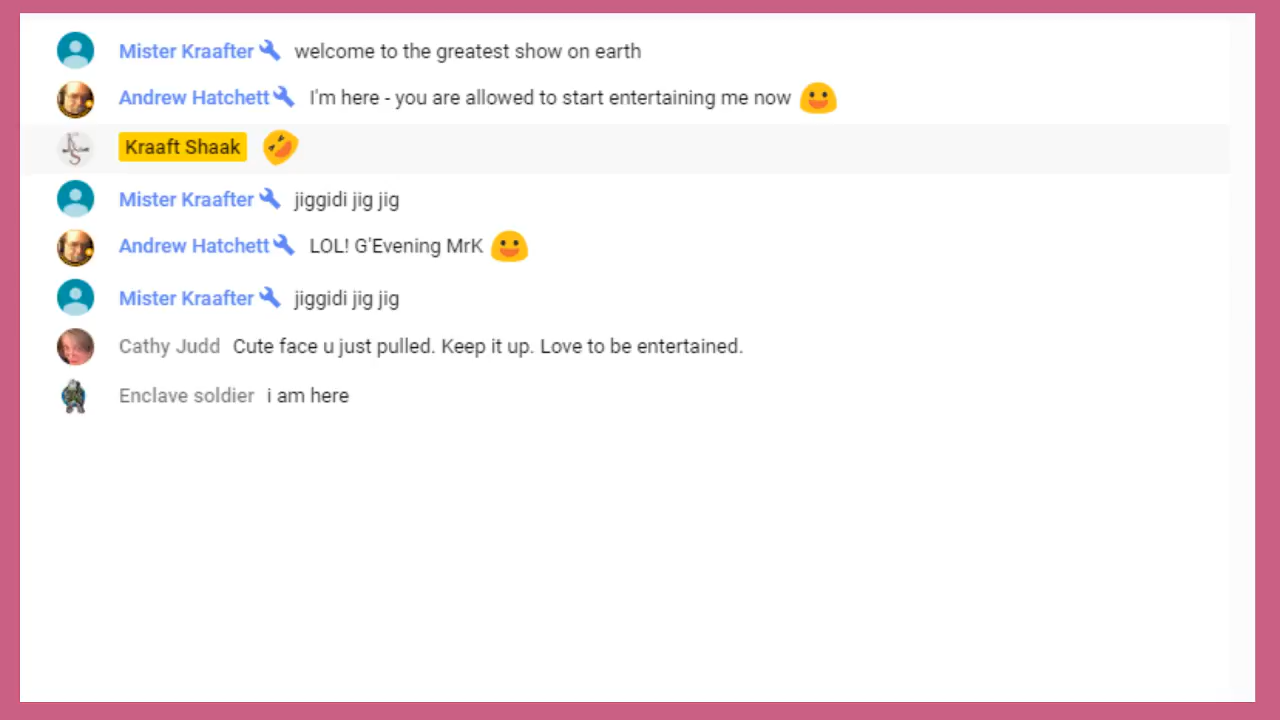 Mister Kraafter welcome to the greatest show on earth
Andrew Hatchett I'm here - you are allowed to start entertaining me now
Kraaft Shaak
Mister Kraafter jiggidi jig jig
Andrew Hatchett LOL! G'Evening MrK
Mister Kraafter jiggidi jig jig
Cathy Judd Cute face u just pulled. Keep it up. Love to be entertained.
Enclave soldier i am here